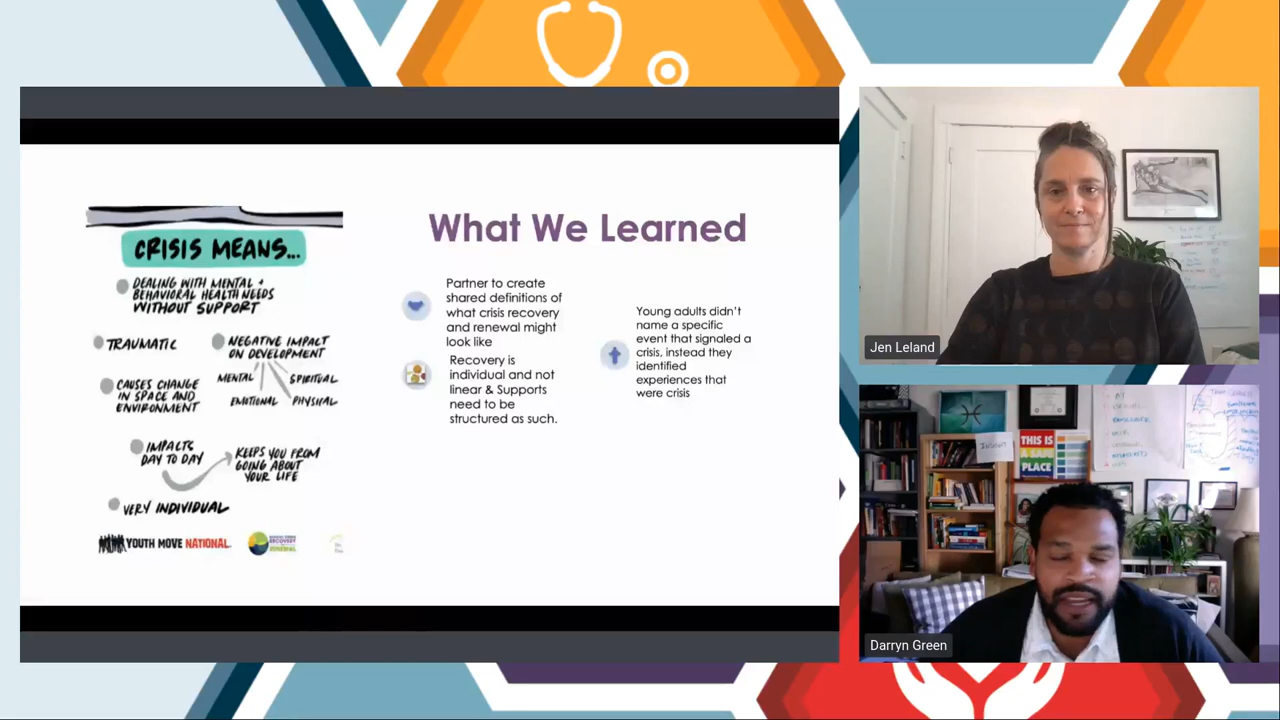 CRISIS MEANS...
DEALING WITH MENTAL +
BEHAVIORAL HEALTH NEEDS
WITHOUT SUPPORT
TRAUMATIC
NEGATIVE IMPACT
ON DEVELOPMENT
MENTAL
SPIRITUAL
EMOTIONAL
PHYSICAL
CAUSES CHANGE
IN SPACE AND
ENVIRONMENT
IMPACTS
DAY TO DAY
KEEPS YOU FROM
GOING ABOUT
YOUR LIFE
VERY INDIVIDUAL
YOUTH MOVE NATIONAL
RECOVERY
RENEWAL
What We Learned
Partner to create
shared definitions of
what crisis recovery
and renewal might
look like
Recovery is
individual and not
linear & Supports
need to be
structured as such.
Young adults didn't
name a specific
event that signaled a
crisis, instead they
identified
experiences that
were crisis
Jen Leland
THIS IS
A SAFE
PLACE
Darryn Green